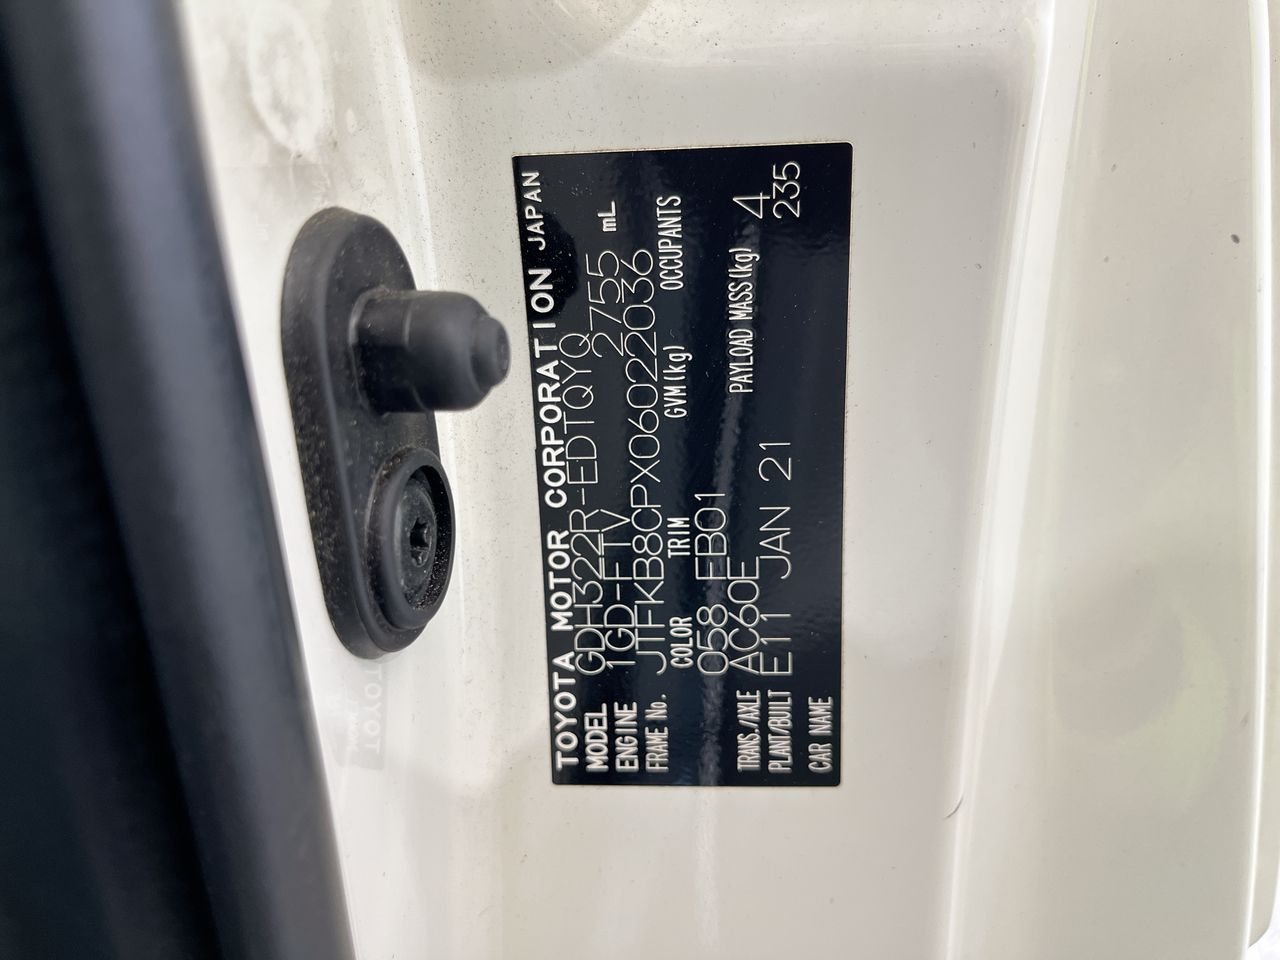 TOYOTA MOTOR CORPORATION JAPAN
MODEL GDH322R-EDTQYQ
ENGINE 1GD-FTV 2755 mL
FRAME No. JTFKB8CPX06022036
COLOR TRIM GVM(kg) OCCUPANTS
058 EB01
TRANS./AXLE AC60E PAYLOAD MASS(kg) 4
PLANT/BUILT E11 JAN 21 235
CAR NAME